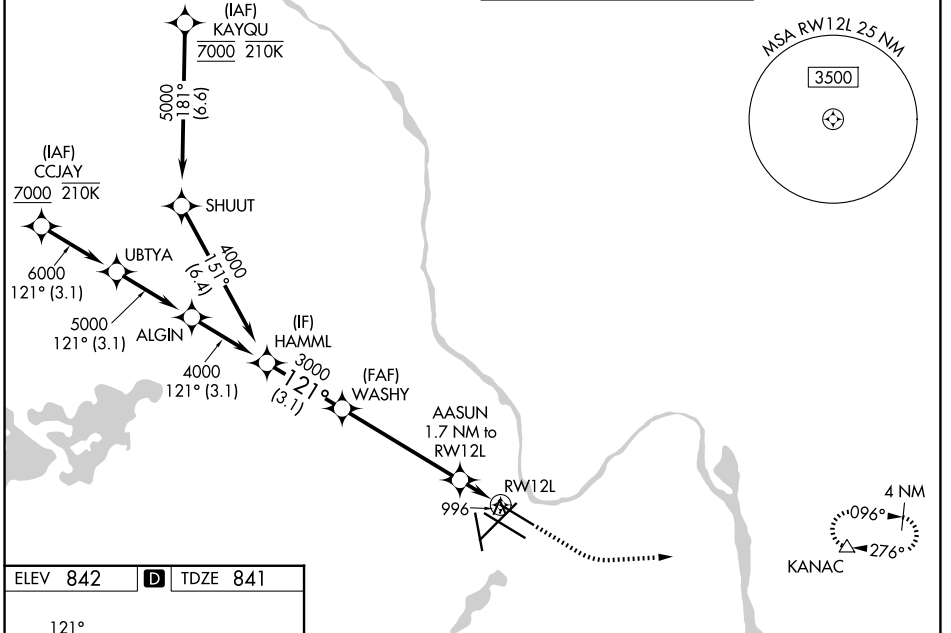 (IAF)
KAYQU
7000 210K
5000
181°
(6.6)
MSA RW12L 25 NM
3500
(IAF)
CCJAY
7000 210K
SHUUT
UBTYA
6000
121° (3.1)
4000
151°
(6.4)
5000
121° (3.1)
ALGIN
(IF)
HAMML
4000
121° (3.1)
3000
121°
(3.1)
(FAF)
WASHY
AASUN
1.7 NM to
RW12L
RW12L
996
4 NM
096°
276°
KANAC
ELEV 842 D TDZE 841
121°